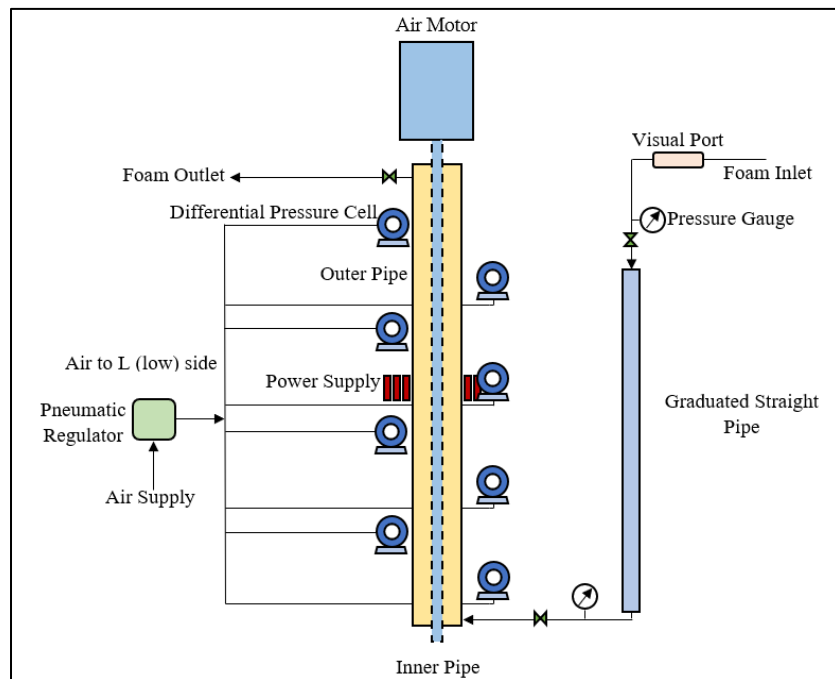 Air Motor
Visual Port
Foam Outlet
Foam Inlet
Differential Pressure Cell
Pressure Gauge
Outer Pipe
Air to L (low) side
Power Supply
Pneumatic
Regulator
Graduated Straight
Pipe
Air Supply
Inner Pipe